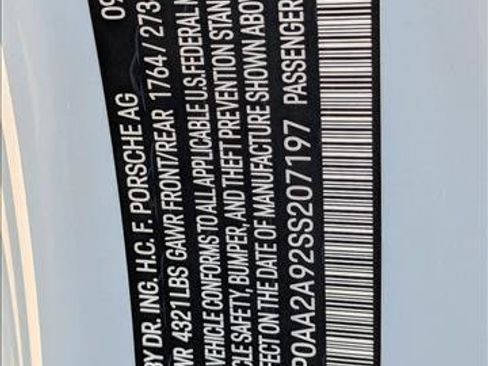 09
BY DR. ING. H.C. F. PORSCHE AG
WR 4321LBS GAWR FRONT/REAR 1764/273
VEHICLE CONFORMS TO ALL APPLICABLE U.S. FEDERAL
CLE SAFETY, BUMPER, AND THEFT PREVENTION STAN
FECT ON THE DATE OF MANUFACTURE SHOWN ABOV
P0AA2A92SS207197 PASSENGER